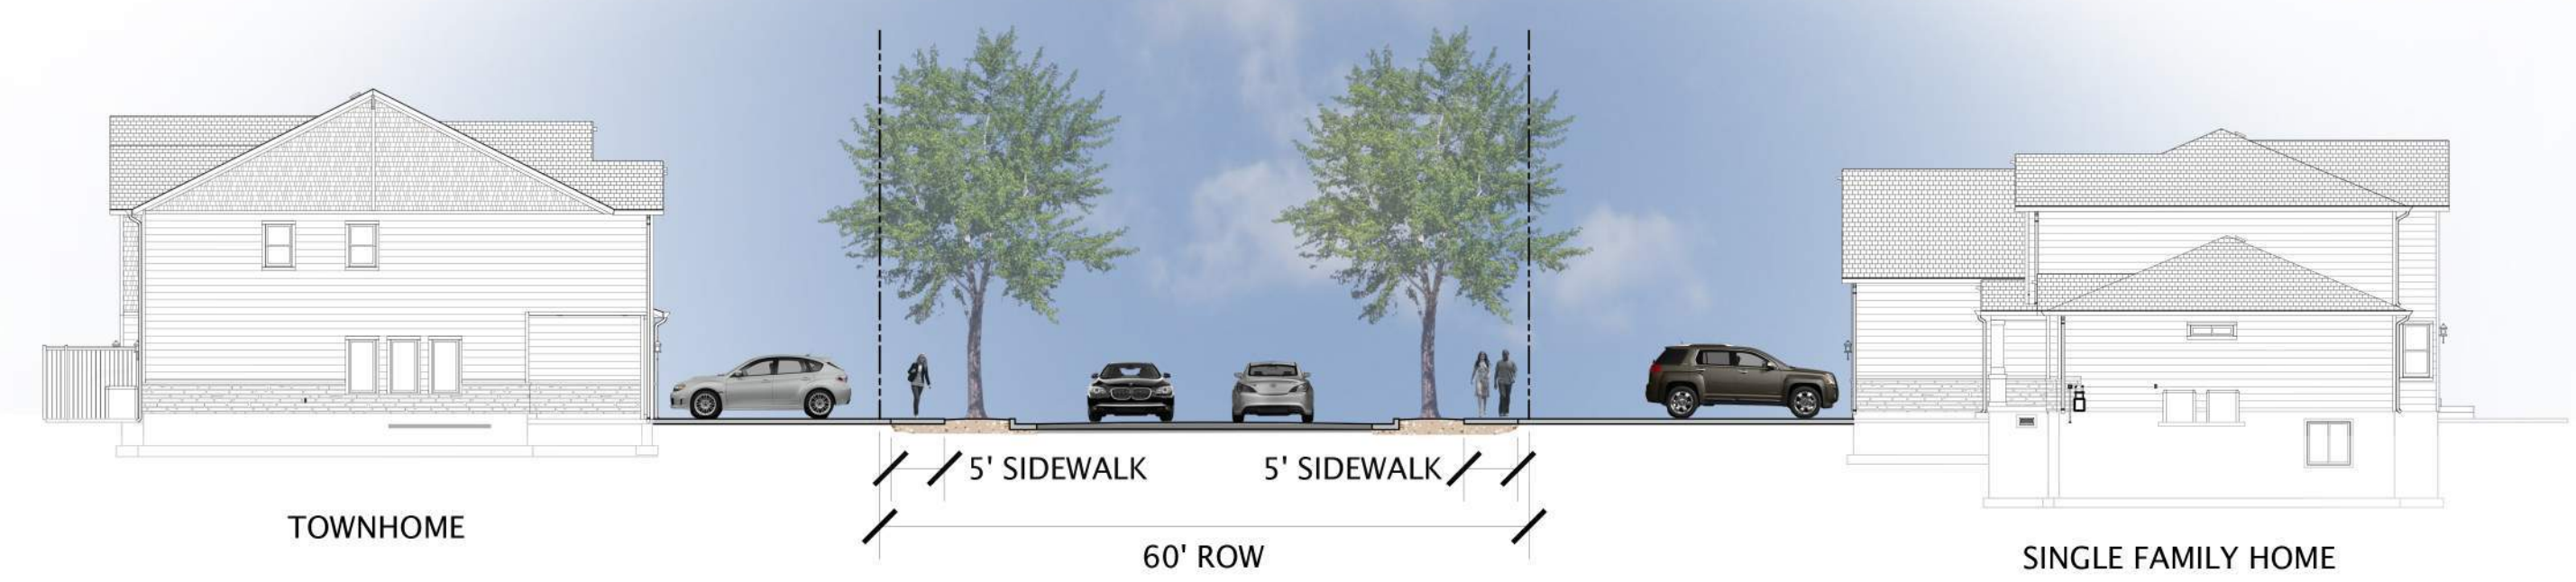 5' SIDEWALK
5' SIDEWALK
TOWNHOME
60' ROW
SINGLE FAMILY HOME